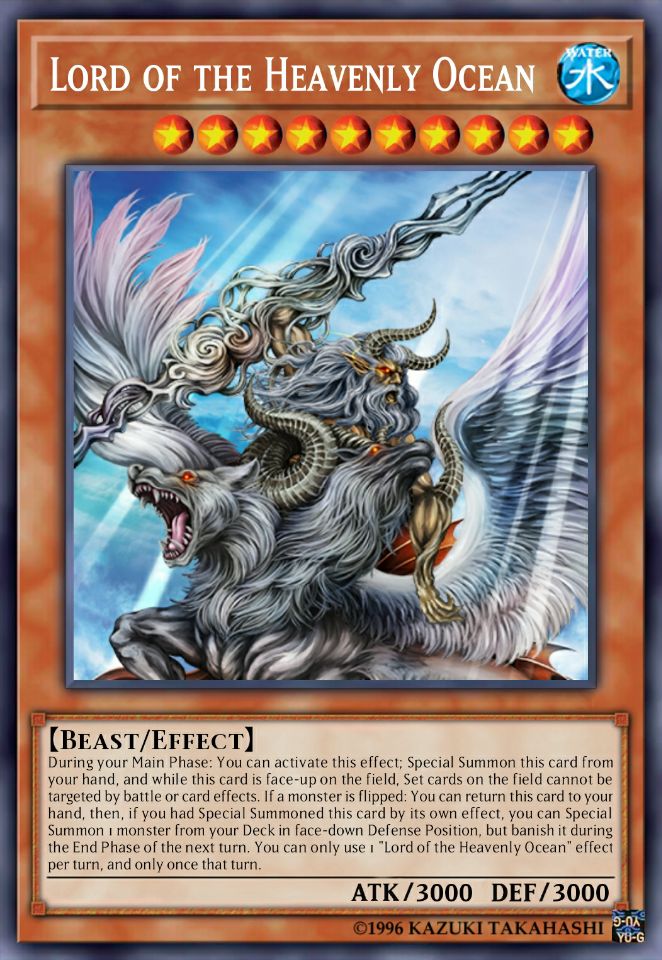 Lord of the Heavenly Ocean
WATER
水
【Beast/Effect】
During your Main Phase: You can activate this effect; Special Summon this card from
your hand, and while this card is face-up on the field, Set cards on the field cannot be
targeted by battle or card effects. If a monster is flipped: You can return this card to your
hand, then, if you had Special Summoned this card by its own effect, you can Special
Summon 1 monster from your Deck in face-down Defense Position, but banish it during
the End Phase of the next turn. You can only use 1 "Lord of the Heavenly Ocean" effect
per turn, and only once that turn.
ATK/3000 DEF/3000
©1996 KAZUKI TAKAHASHI
YU-G
YU-G